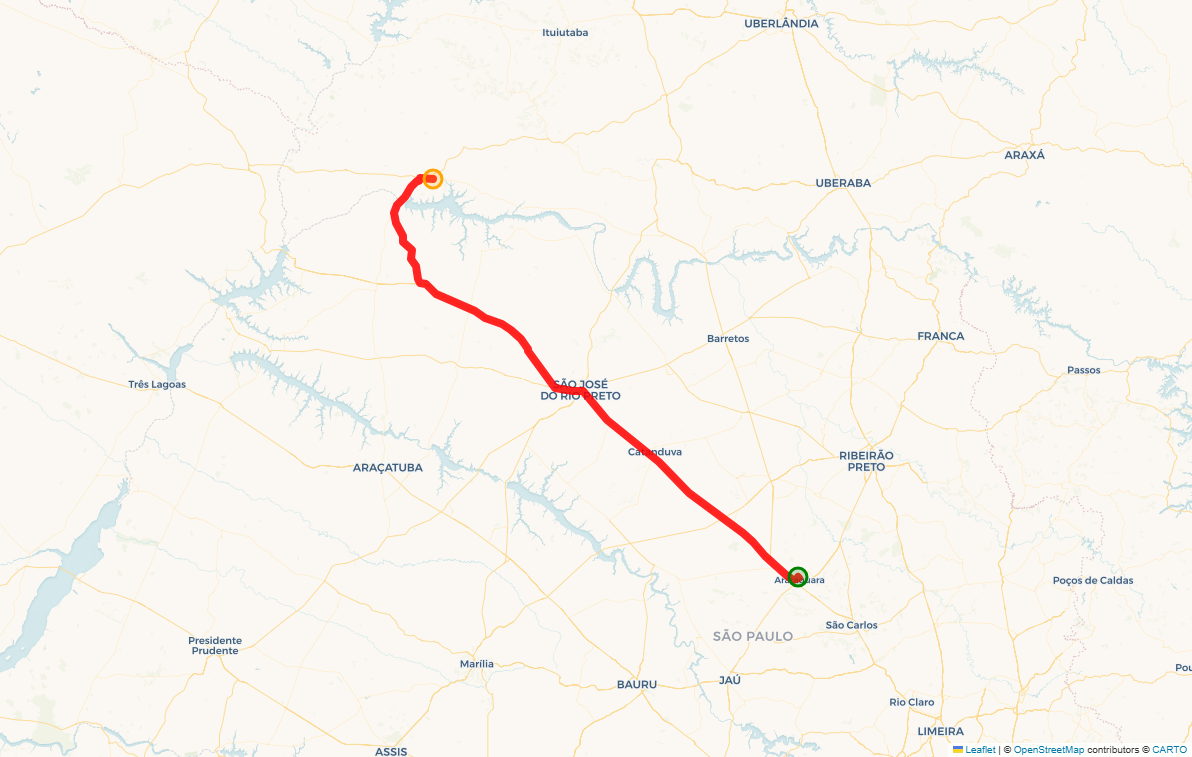 UBERLÂNDIA
Ituiutaba
ARAXÁ
UBERABA
Barretos
FRANCA
Passos
Três Lagoas
SÃO JOSÉ
DO RIO PRETO
Catanduva
RIBEIRÃO
PRETO
ARAÇATUBA
Araraquara
Poços de Caldas
São Carlos
SÃO PAULO
Presidente
Prudente
Marília
Pou
BAURU
JAÚ
Rio Claro
LIMEIRA
ASSIS
Leaflet | © OpenStreetMap contributors © CARTO